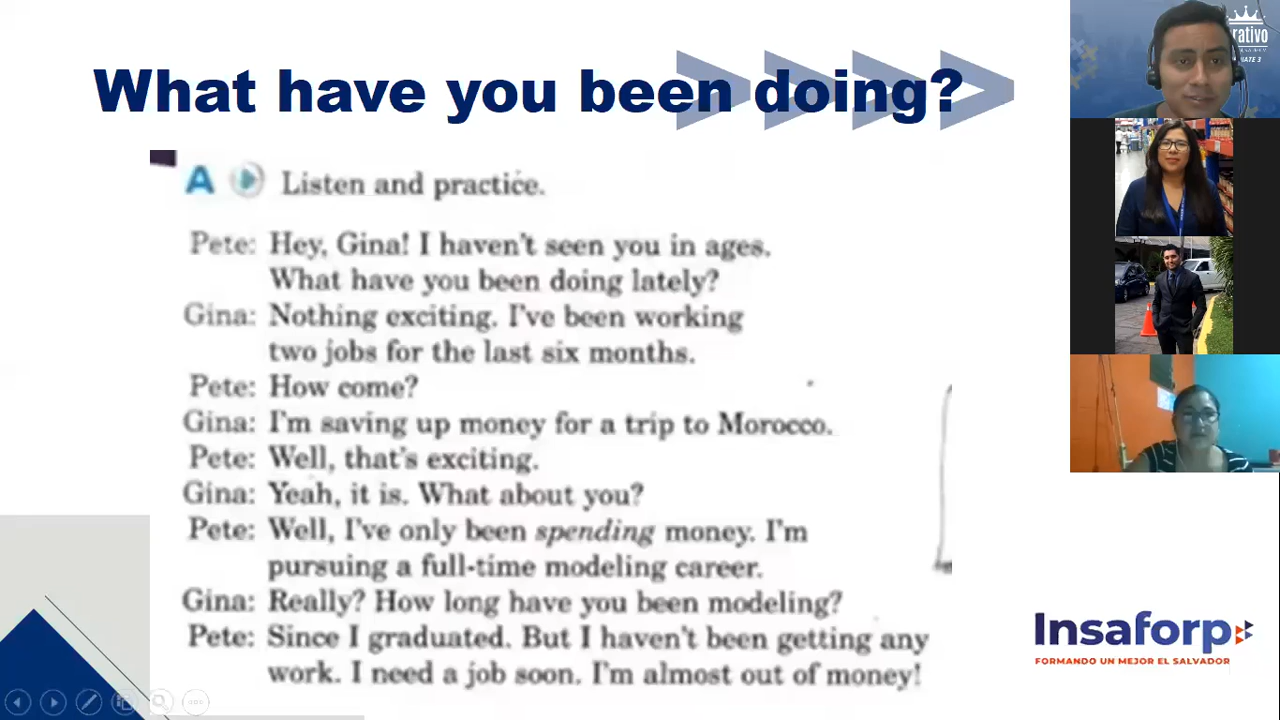 What have you been doing?
A Listen and practice.
Pete: Hey, Gina! I haven't seen you in ages.
What have you been doing lately?
Gina: Nothing exciting. I've been working
two jobs for the last six months.
Pete: How come?
Gina: I'm saving up money for a trip to Morocco.
Pete: Well, that's exciting.
Gina: Yeah, it is. What about you?
Pete: Well, I've only been spending money. I'm
pursuing a full-time modeling career.
Gina: Really? How long have you been modeling?
Pete: Since I graduated. But I haven't been getting any
work. I need a job soon. I'm almost out of money!
Insaforp
FORMANDO UN MEJOR EL SALVADOR